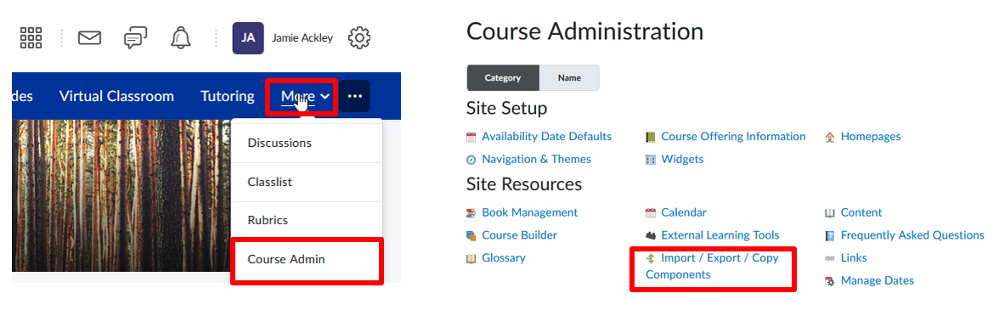 JA
Jamie Ackley
des
Virtual Classroom
Tutoring
More
Discussions
Classlist
Rubrics
Course Admin
Course Administration
Category
Name
Site Setup
Availability Date Defaults
Course Offering Information
Homepages
Navigation & Themes
Widgets
Site Resources
Book Management
Calendar
Content
Course Builder
External Learning Tools
Frequently Asked Questions
Glossary
Import / Export / Copy
Components
Links
Manage Dates